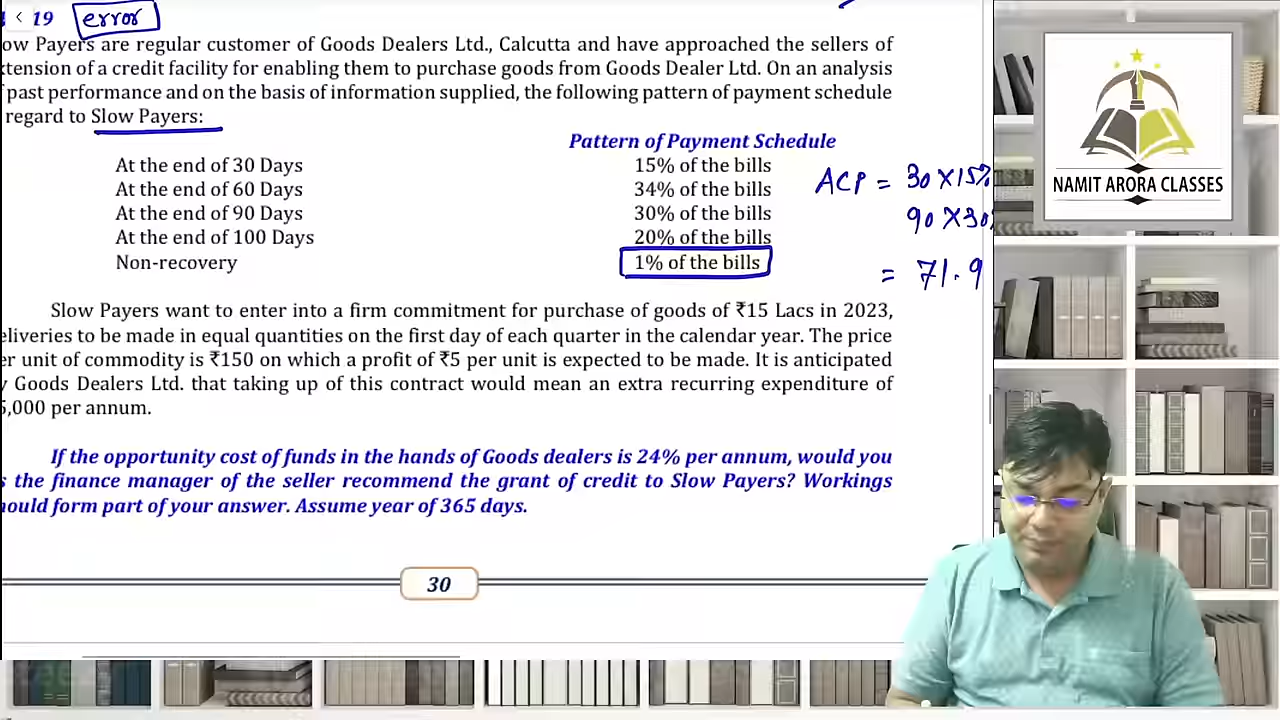 < 19 error
ow Payers are regular customer of Goods Dealers Ltd., Calcutta and have approached the sellers of
xtension of a credit facility for enabling them to purchase goods from Goods Dealer Ltd. On an analysis
past performance and on the basis of information supplied, the following pattern of payment schedule
regard to Slow Payers:
Pattern of Payment Schedule
At the end of 30 Days 15% of the bills
At the end of 60 Days 34% of the bills
At the end of 90 Days 30% of the bills
At the end of 100 Days 20% of the bills
Non-recovery 1% of the bills
ACP = 30 X 15%
90 X 30%
= 71.9
Slow Payers want to enter into a firm commitment for purchase of goods of ₹15 Lacs in 2023,
eliveries to be made in equal quantities on the first day of each quarter in the calendar year. The price
er unit of commodity is ₹150 on which a profit of ₹5 per unit is expected to be made. It is anticipated
y Goods Dealers Ltd. that taking up of this contract would mean an extra recurring expenditure of
5,000 per annum.
If the opportunity cost of funds in the hands of Goods dealers is 24% per annum, would you
s the finance manager of the seller recommend the grant of credit to Slow Payers? Workings
hould form part of your answer. Assume year of 365 days.
30
NAMIT ARORA CLASSES